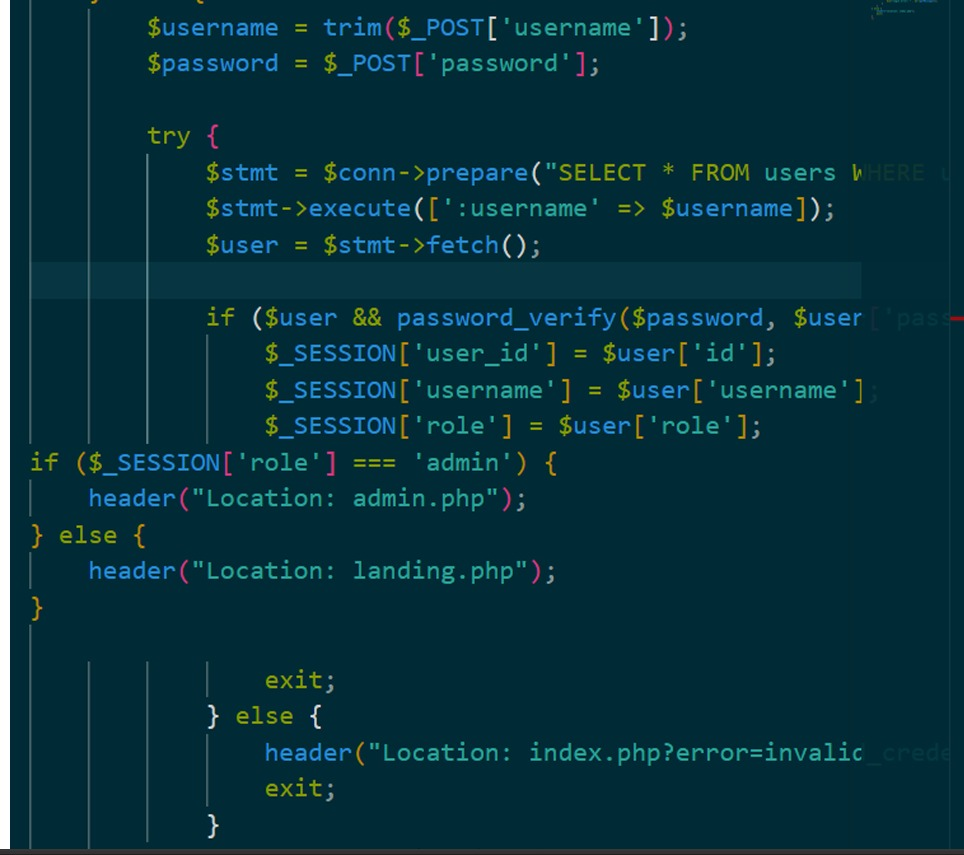 $username = trim($_POST['username']);
$password = $_POST['password'];
try {
$stmt = $conn->prepare("SELECT * FROM users WHERE u
$stmt->execute([':username' => $username]);
$user = $stmt->fetch();
if ($user && password_verify($password, $user['pass
$_SESSION['user_id'] = $user['id'];
$_SESSION['username'] = $user['username'];
$_SESSION['role'] = $user['role'];
if ($_SESSION['role'] === 'admin') {
header("Location: admin.php");
} else {
header("Location: landing.php");
}
exit;
} else {
header("Location: index.php?error=invalid_crede
exit;
}